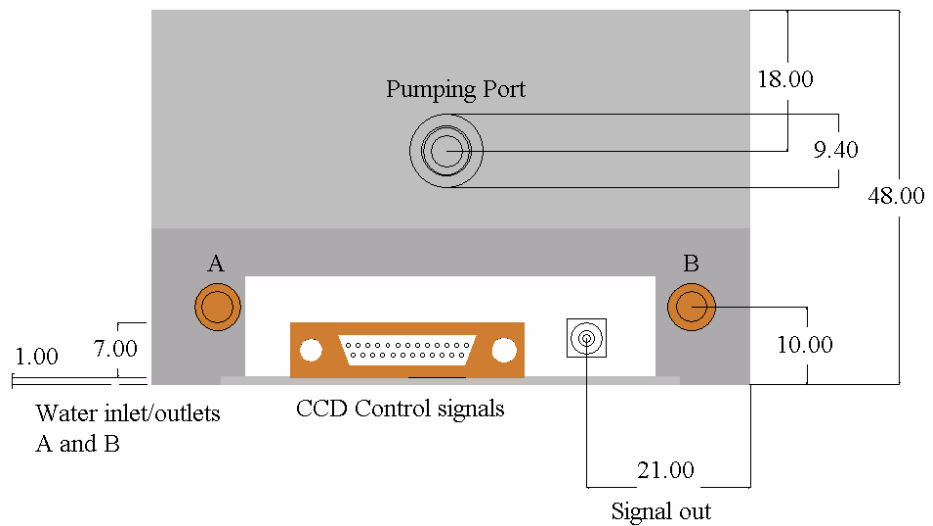 Pumping Port
18.00
9.40
48.00
A
B
1.00
7.00
10.00
Water inlet/outlets
A and B
CCD Control signals
21.00
Signal out